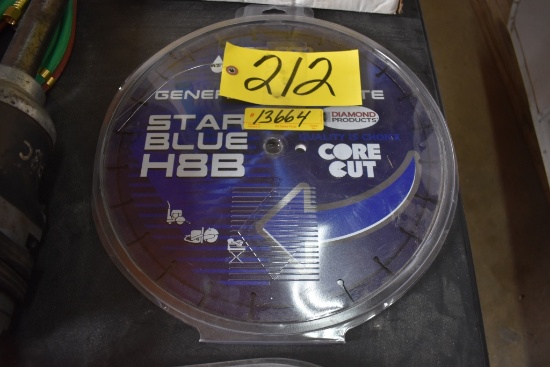 212
13664
GENE
TE
STAR
BLUE
H8B
DIAMOND
PRODUCTS
CORE
CUT